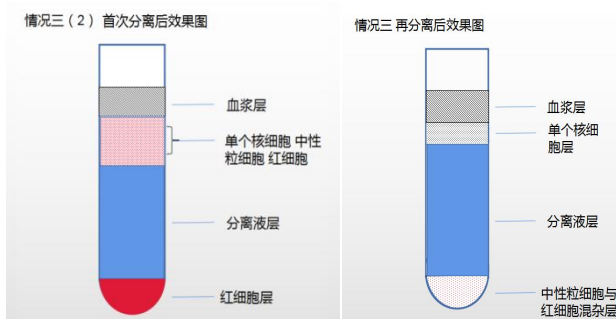 情况三（2） 首次分离后效果图
血浆层
单个核细胞 中性
粒细胞 红细胞
分离液层
红细胞层
情况三 再分离后效果图
血浆层
单个核细
胞层
分离液层
中性粒细胞与
红细胞混杂层